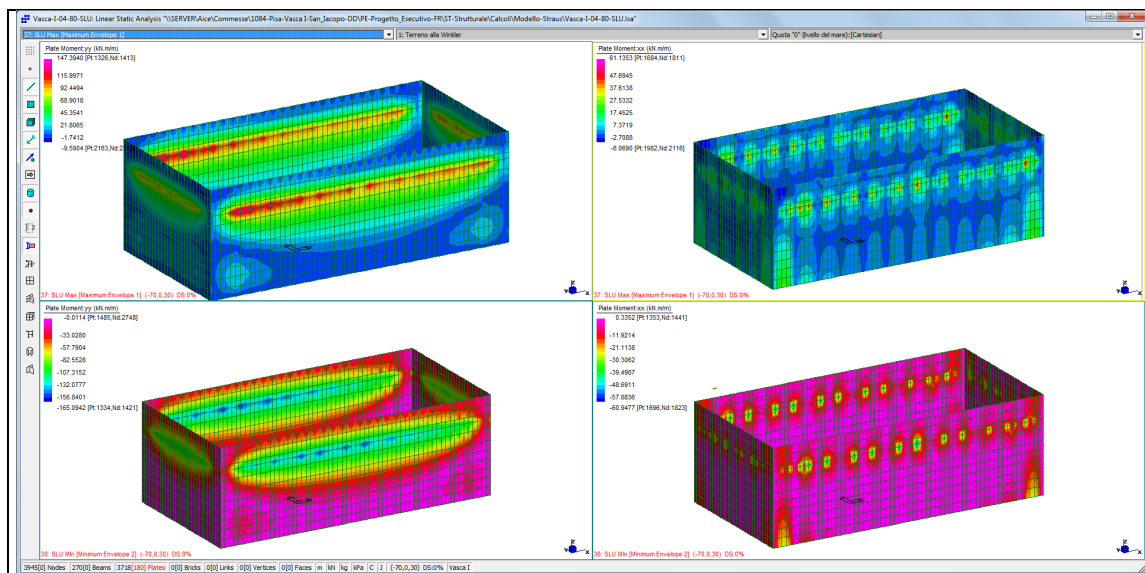 Vasca-I-04-80-SLU: Linear Static Analysis "\\SERVER\Aice\Commesse\1084-Pisa-Vasca I-San_Iacopo-DD\PE-Progetto_Esecutivo-FR\ST-Strutturale\Calcoli\Modello-Straus\Vasca-I-04-80-SLU.lsa"
37: SLU Max [Maximum Envelope 1]
1: Terreno alla Winkler
Quota "0" (livello del mare):[Cartesian]
Plate Moment:yy (kN.m/m)
147.3940 [Pt:1326,Nd:1413]
115.9971
92.4494
68.9018
45.3541
21.8065
-1.7412
-9.5904 [Pt:2163,Nd:2
37: SLU Max [Maximum Envelope 1] (-70,0,30) DS:0%
Z
X
Plate Moment:xx (kN.m/m)
61.1353 [Pt:1684,Nd:1811]
47.6945
37.6138
27.5332
17.4525
7.3719
-2.7088
-6.0690 [Pt:1982,Nd:2116]
37: SLU Max [Maximum Envelope 1] (-70,0,30) DS:0%
Z
X
Plate Moment:yy (kN.m/m)
-0.0114 [Pt:1485,Nd:2748]
-33.0280
-57.7904
-82.5528
-107.3152
-132.0777
-156.8401
-165.0942 [Pt:1334,Nd:1421]
38: SLU Min [Minimum Envelope 2] (-70,0,30) DS:0%
Z
X
Plate Moment:xx (kN.m/m)
0.3352 [Pt:1353,Nd:1441]
-11.9214
-21.1138
-30.3062
-39.4987
-48.6911
-57.8836
-60.9477 [Pt:1696,Nd:1823]
38: SLU Min [Minimum Envelope 2] (-70,0,30) DS:0%
Z
X
3945[0] Nodes 270[0] Beams 3718[180] Plates 0[0] Bricks 0[0] Links 0[0] Vertices 0[0] Faces m kN kg kPa C J (-70,0,30) DS:0% Vasca I